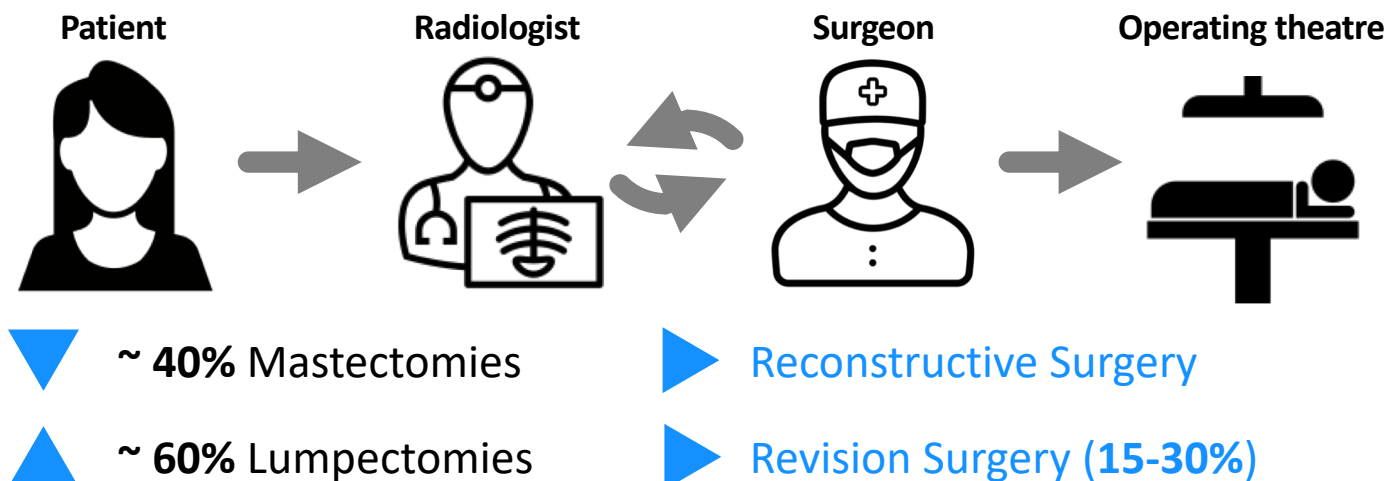 Patient Radiologist Surgeon Operating theatre
~ 40% Mastectomies Reconstructive Surgery
~ 60% Lumpectomies Revision Surgery (15-30%)